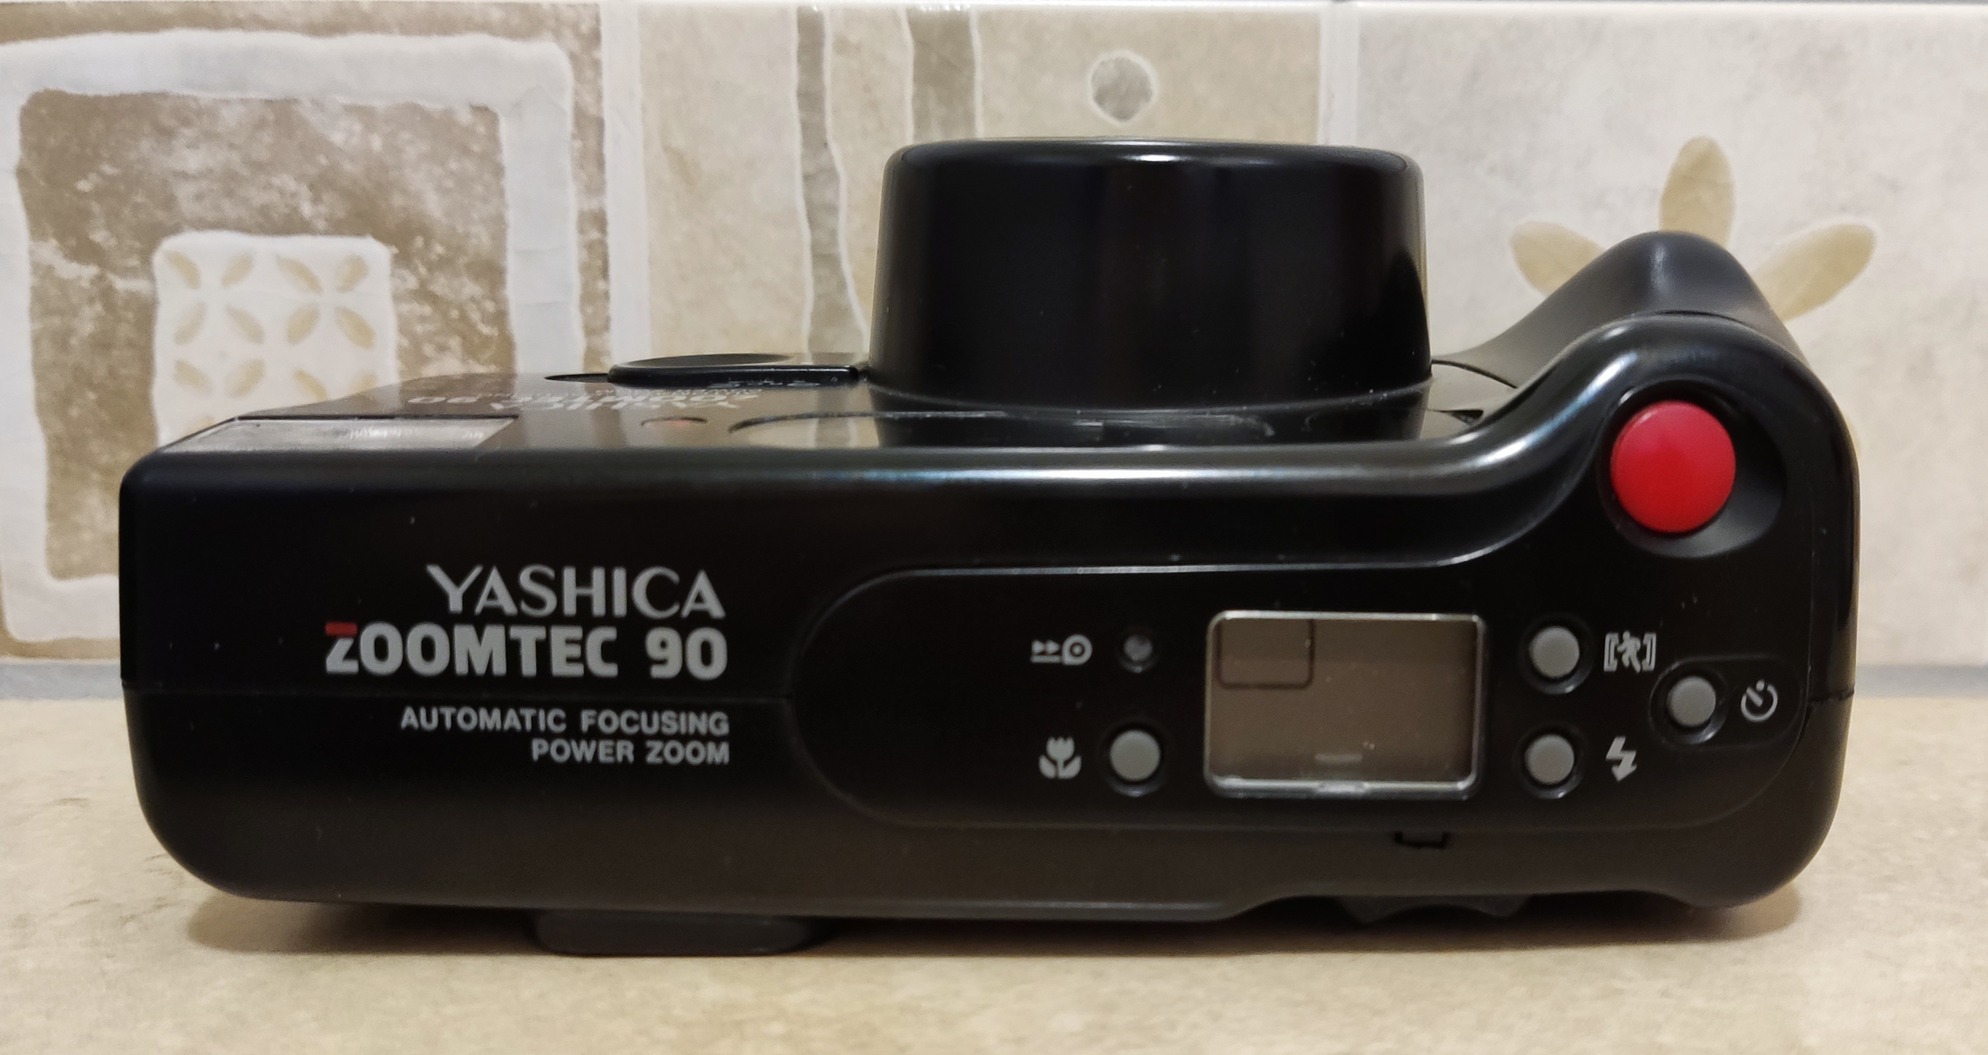 YASHICA
ZOOMTEC 90
AUTOMATIC FOCUSING
POWER ZOOM